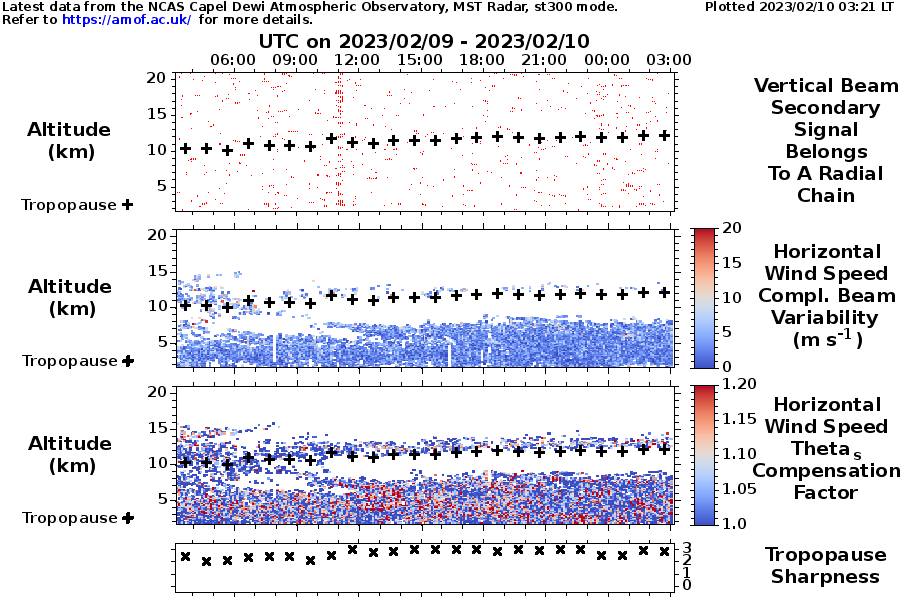 Latest data from the NCAS Capel Dewi Atmospheric Observatory, MST Radar, st300 mode.
Plotted 2023/02/10 03:21 LT
Refer to https://amof.ac.uk/ for more details.
UTC on 2023/02/09 - 2023/02/10
06:00 09:00 12:00 15:00 18:00 21:00 00:00 03:00
20
15
10
5
Altitude
(km)
Tropopause +
Vertical Beam
Secondary
Signal
Belongs
To A Radial
Chain
20
15
10
5
Altitude
(km)
Tropopause +
20
15
10
5
0
Horizontal
Wind Speed
Compl. Beam
Variability
(m s-1)
20
15
10
5
Altitude
(km)
Tropopause +
1.20
1.15
1.10
1.05
1.0
Horizontal
Wind Speed
Theta s
Compensation
Factor
3
2
1
0
Tropopause
Sharpness